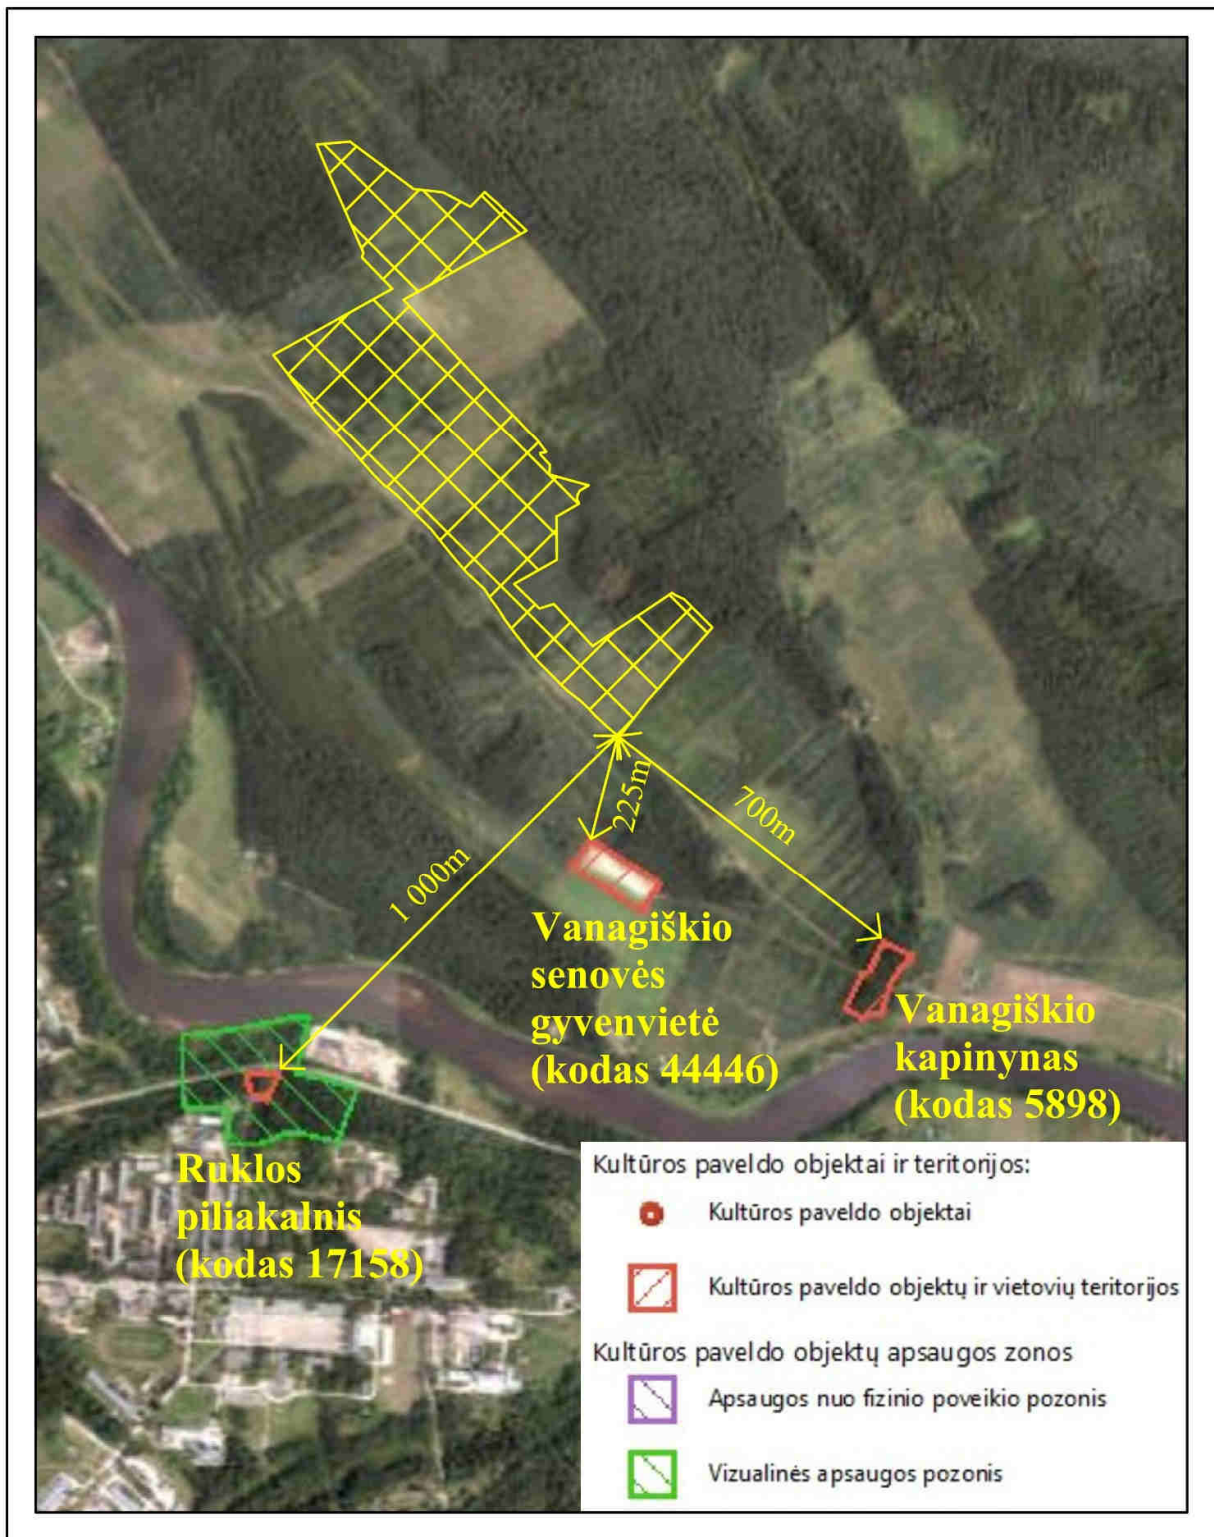 225m
700m
1 000m
Vanagiškio
senovės
gyvenvietė
(kodas 44446)
Vanagiškio
kapinynas
(kodas 5898)
Ruklos
piliakalnis
(kodas 17158)
Kultūros paveldo objektai ir teritorijos:
Kultūros paveldo objektai
Kultūros paveldo objektų ir vietovių teritorijos
Kultūros paveldo objektų apsaugos zonos
Apsaugos nuo fizinio poveikio pozonis
Vizualinės apsaugos pozonis